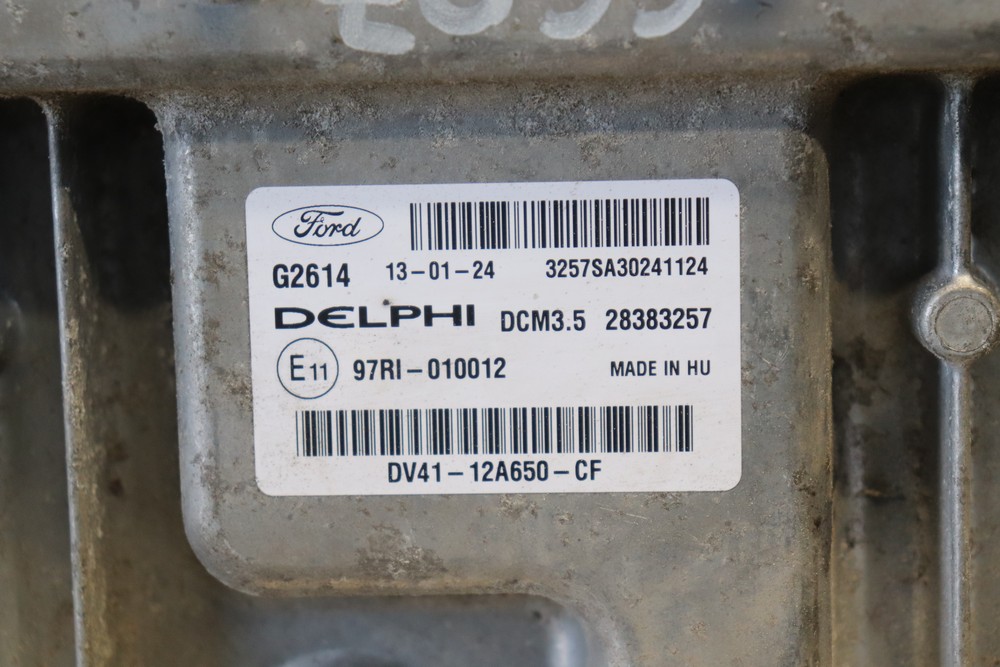 Ford
G2614 13-01-24 3257SA30241124
DELPHI DCM3.5 28383257
E11 97RI-010012 MADE IN HU
DV41-12A650-CF